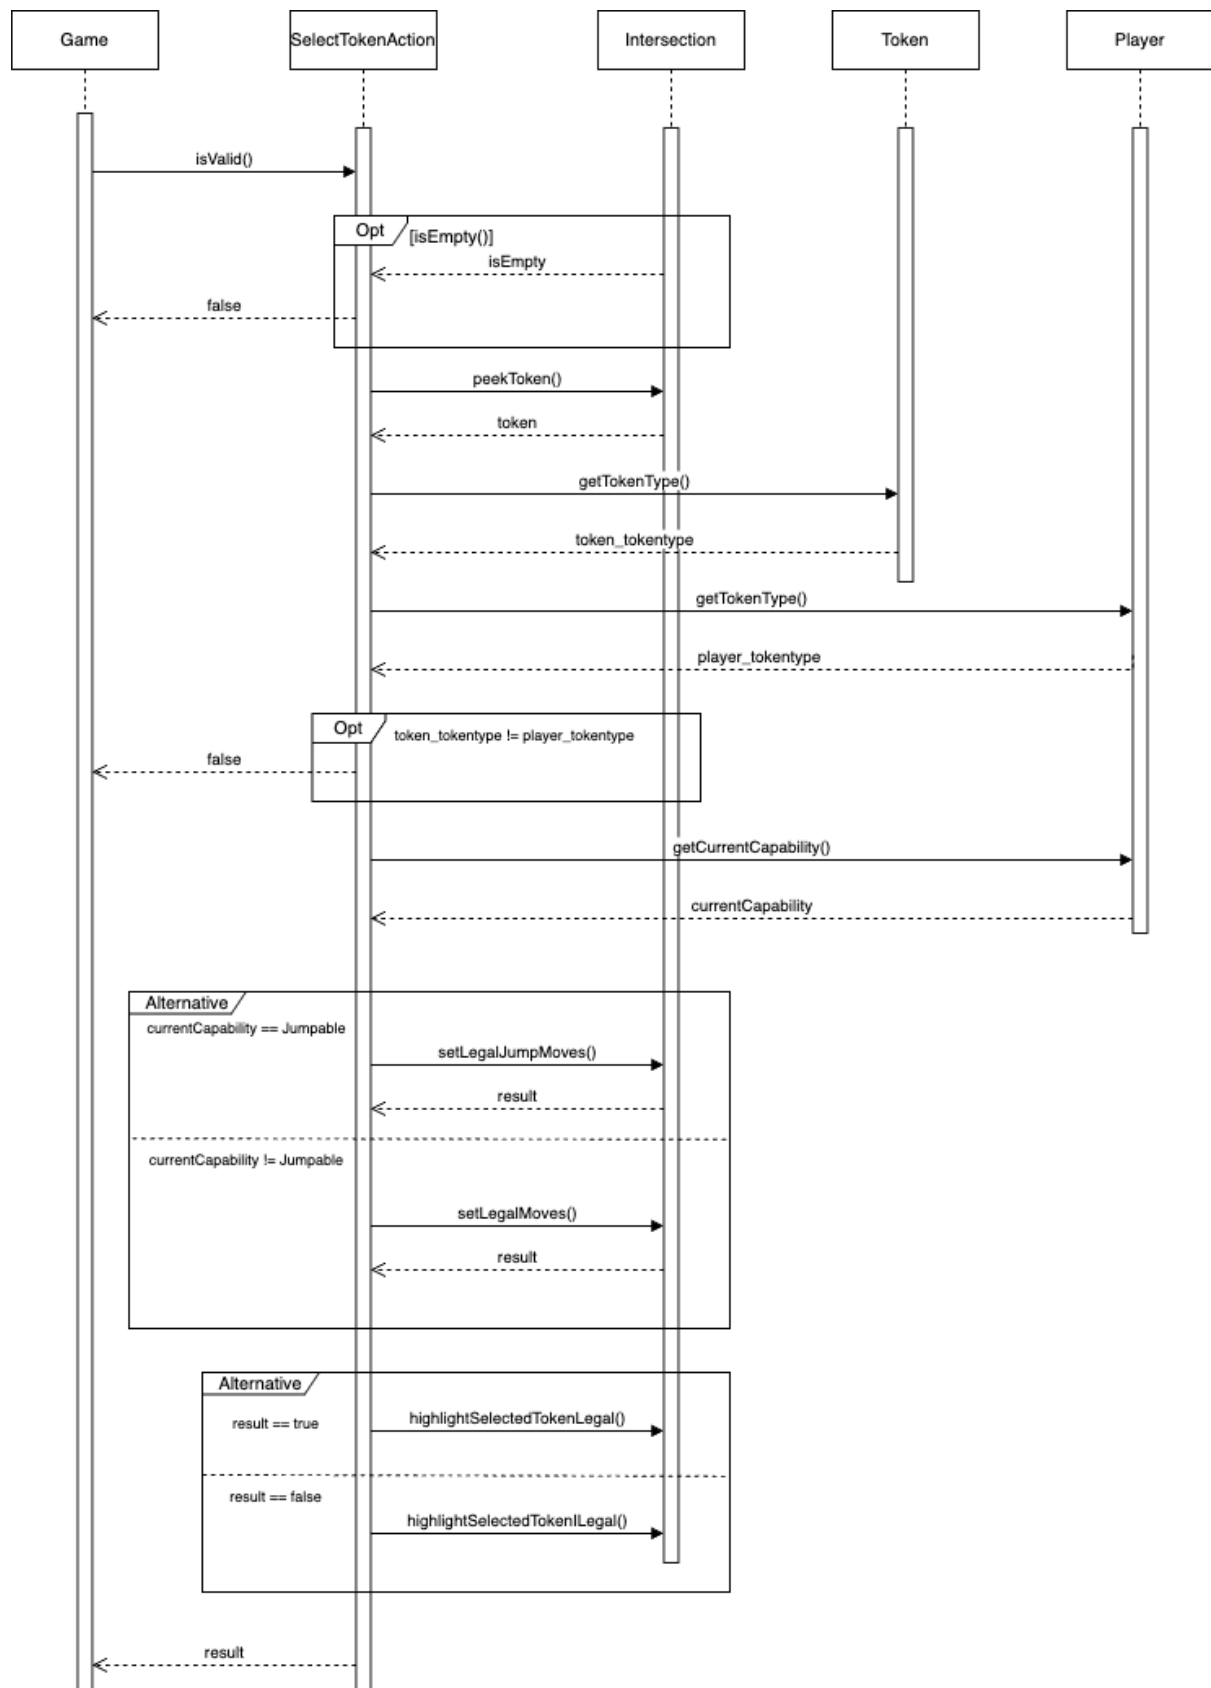 Game
SelectTokenAction
Intersection
Token
Player
isValid()
Opt
[isEmpty()]
isEmpty
false
peekToken()
token
getTokenType()
token_tokentype
getTokenType()
player_tokentype
Opt
token_tokentype != player_tokentype
false
getCurrentCapability()
currentCapability
Alternative
currentCapability == Jumpable
setLegalJumpMoves()
result
currentCapability != Jumpable
setLegalMoves()
result
Alternative
highlightSelectedTokenLegal()
result == true
result == false
highlightSelectedTokenILegal()
result